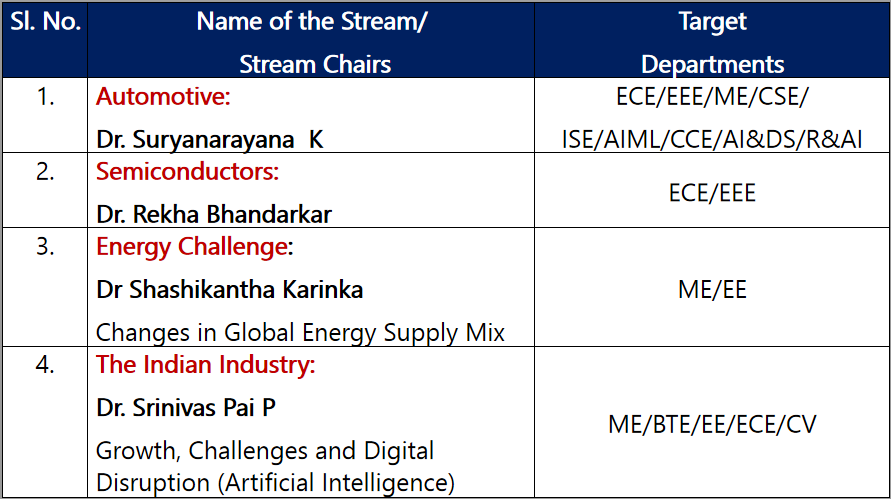 Sl. No.
Name of the Stream/
Stream Chairs
Target
Departments
1.
Automotive:
Dr. Suryanarayana  K
ECE/EEE/ME/CSE/
ISE/AIML/CCE/AI&DS/R&AI
2.
Semiconductors:
Dr. Rekha Bhandarkar
ECE/EEE
3.
Energy Challenge:
Dr Shashikantha Karinka
Changes in Global Energy Supply Mix
ME/EE
4.
The Indian Industry:
Dr. Srinivas Pai P
Growth, Challenges and Digital
Disruption (Artificial Intelligence)
ME/BTE/EE/ECE/CV